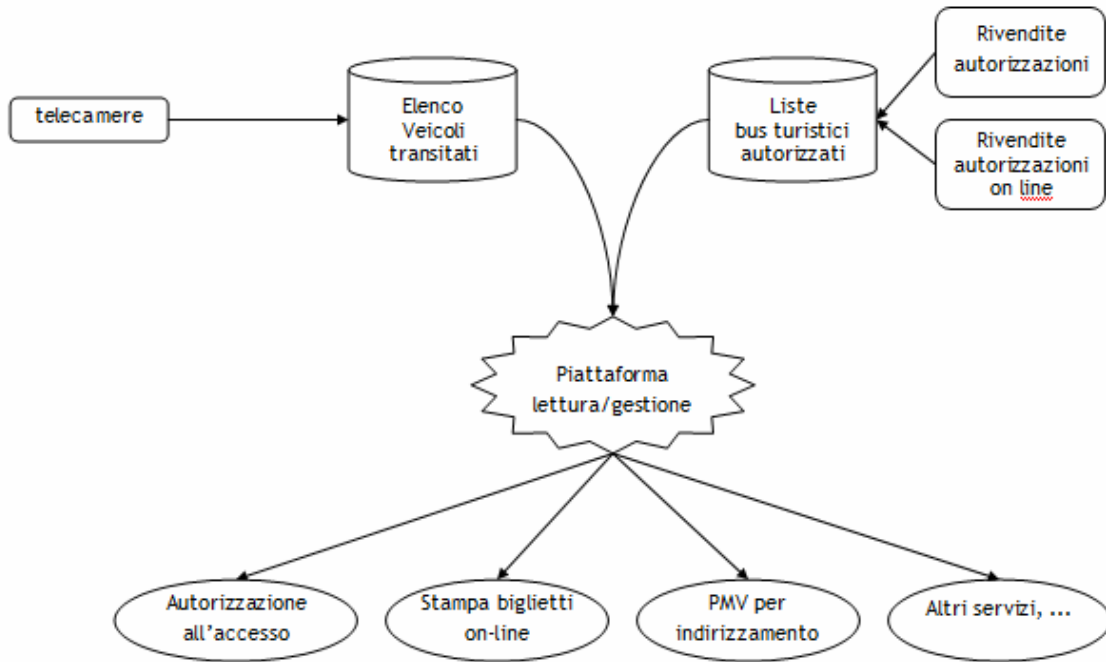 telecamere
Elenco
Veicoli
transitati
Liste
bus turistici
autorizzati
Rivendite
autorizzazioni
Rivendite
autorizzazioni
on line
Piattaforma
lettura/gestione
Autorizzazione
all'accesso
Stampa biglietti
on-line
PMV per
indirizzamento
Altri servizi, ...